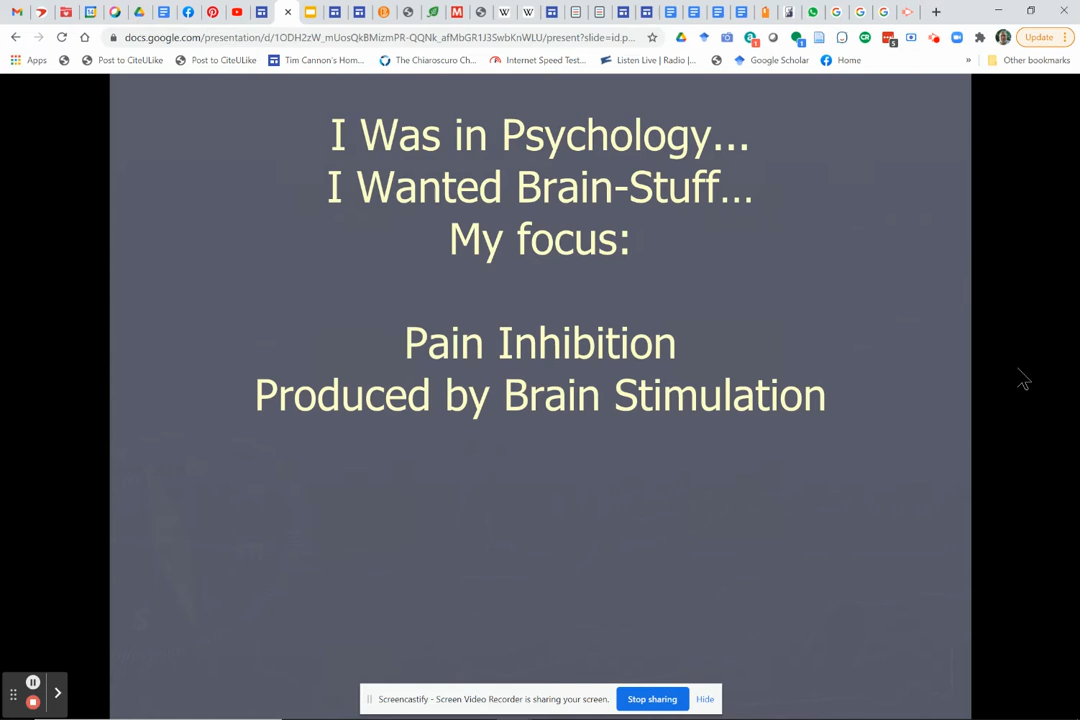 docs.google.com/presentation/d/1ODH2zW_mUosQkBMizmPR-QQNk_afMbGR1J3SwbKnWLU/present?slide=id.p...
Update
Apps
Post to CiteULike
Post to CiteULike
Tim Cannon's Hom...
The Chiaroscuro Ch...
Internet Speed Test...
Listen Live | Radio |...
Google Scholar
Home
»
Other bookmarks
I Was in Psychology...
I Wanted Brain-Stuff...
My focus:
Pain Inhibition
Produced by Brain Stimulation
Screencastify - Screen Video Recorder is sharing your screen.
Stop sharing
Hide